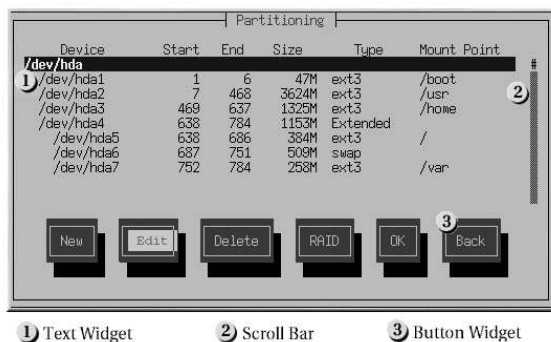 Partitioning
Device Start End Size Type Mount Point
/dev/hda #
/dev/hda1 1 6 47M ext3 /boot
/dev/hda2 7 468 3624M ext3 /usr
/dev/hda3 469 637 1325M ext3 /home
/dev/hda4 638 784 1153M Extended
/dev/hda5 638 686 384M ext3 /
/dev/hda6 687 751 509M swap
/dev/hda7 752 784 258M ext3 /var
1
2
3
New Edit Delete RAID OK Back
1 Text Widget 2 Scroll Bar 3 Button Widget